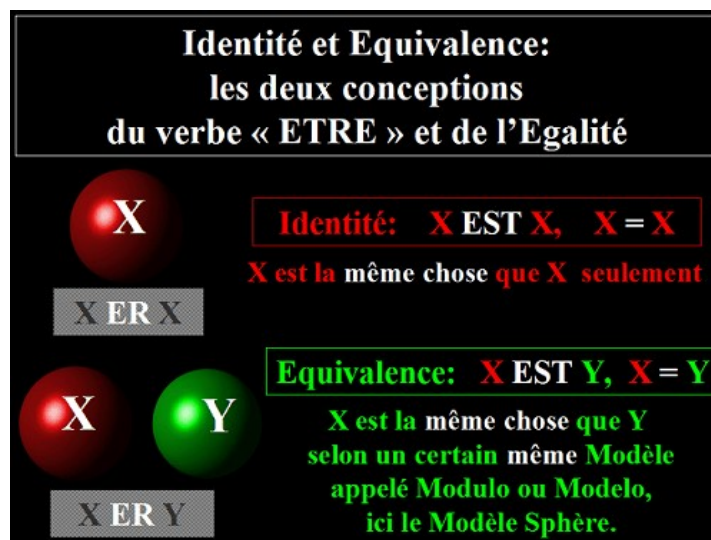 Identité et Equivalence:
les deux conceptions
du verbe « ETRE » et de l'Egalité
X
Identité: X EST X, X = X
X est la même chose que X seulement
X ER X
Equivalence: X EST Y, X = Y
X
Y
X est la même chose que Y
selon un certain même Modèle
appelé Modulo ou Modelo,
ici le Modèle Sphère.
X ER Y